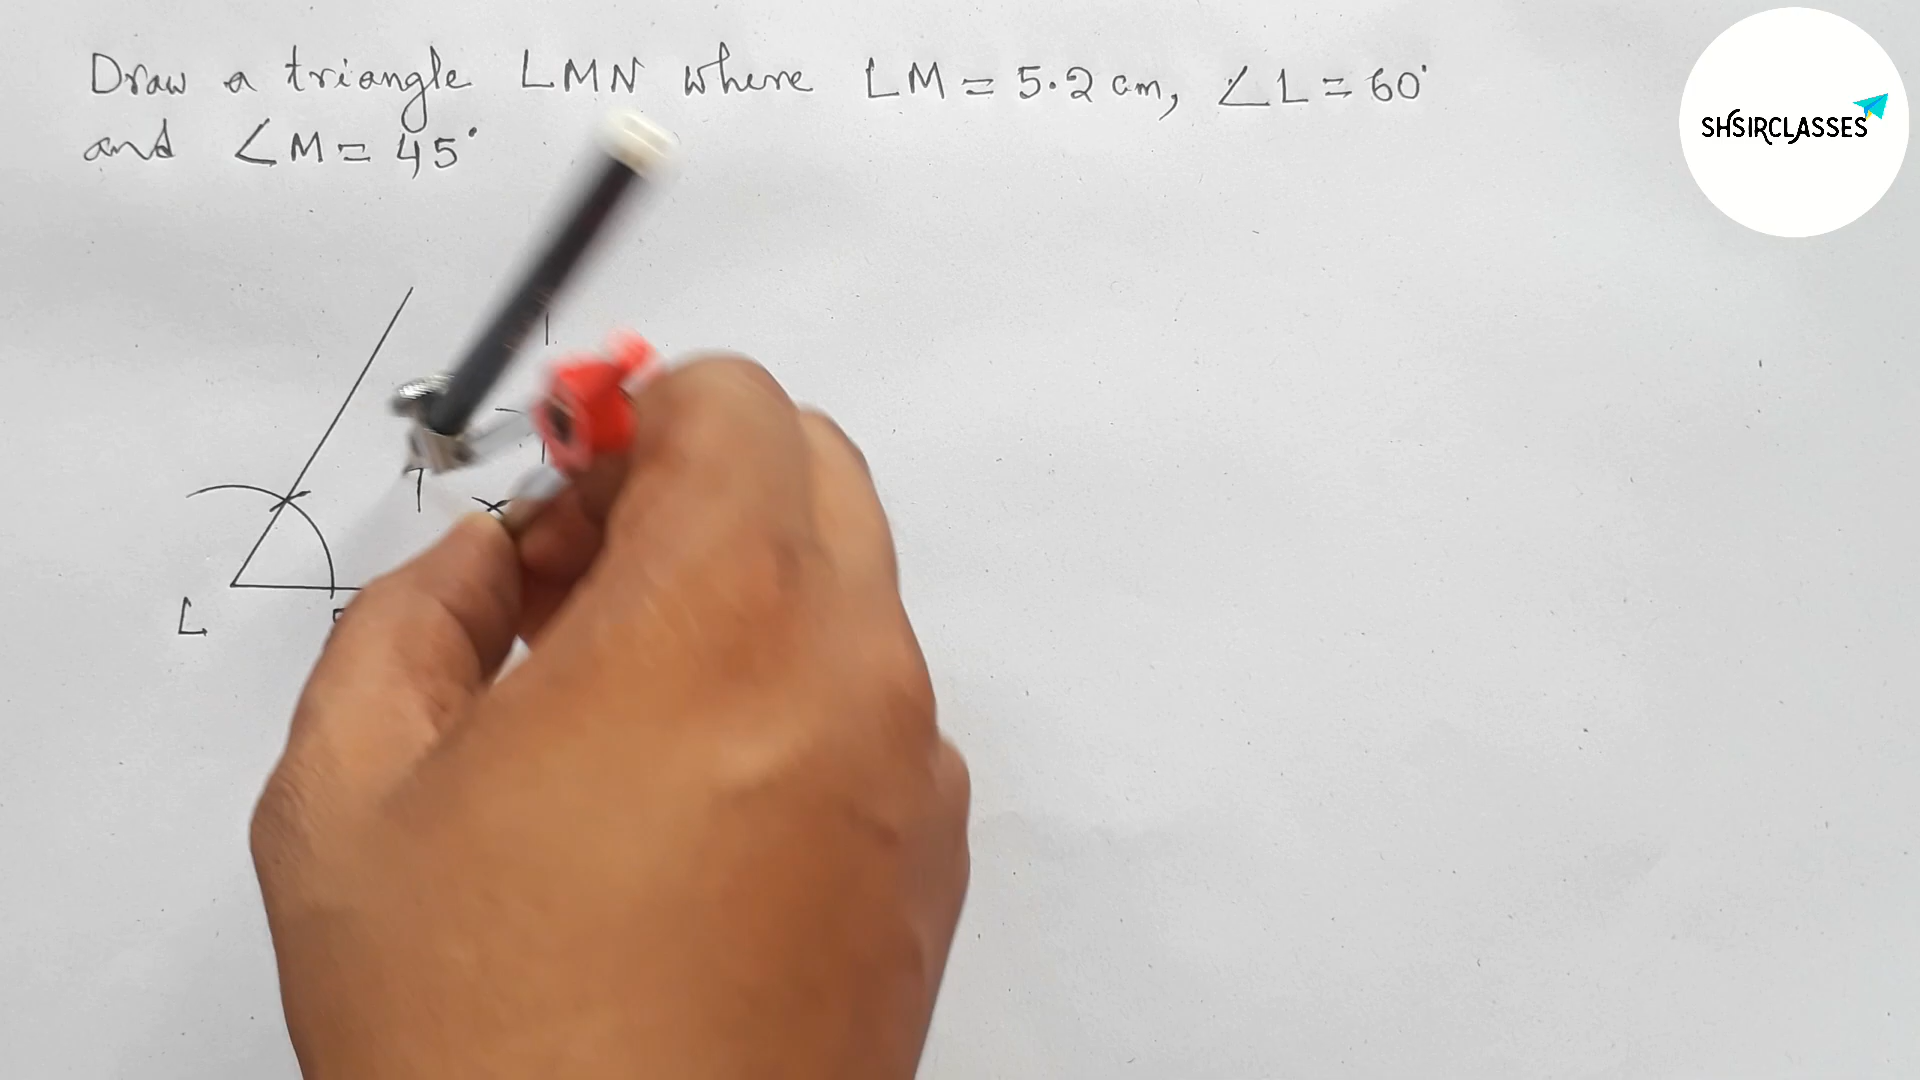 Draw a triangle LMN where LM = 5.2 cm, ∠L = 60°
and ∠M = 45°
SHSIRCLASSES
L